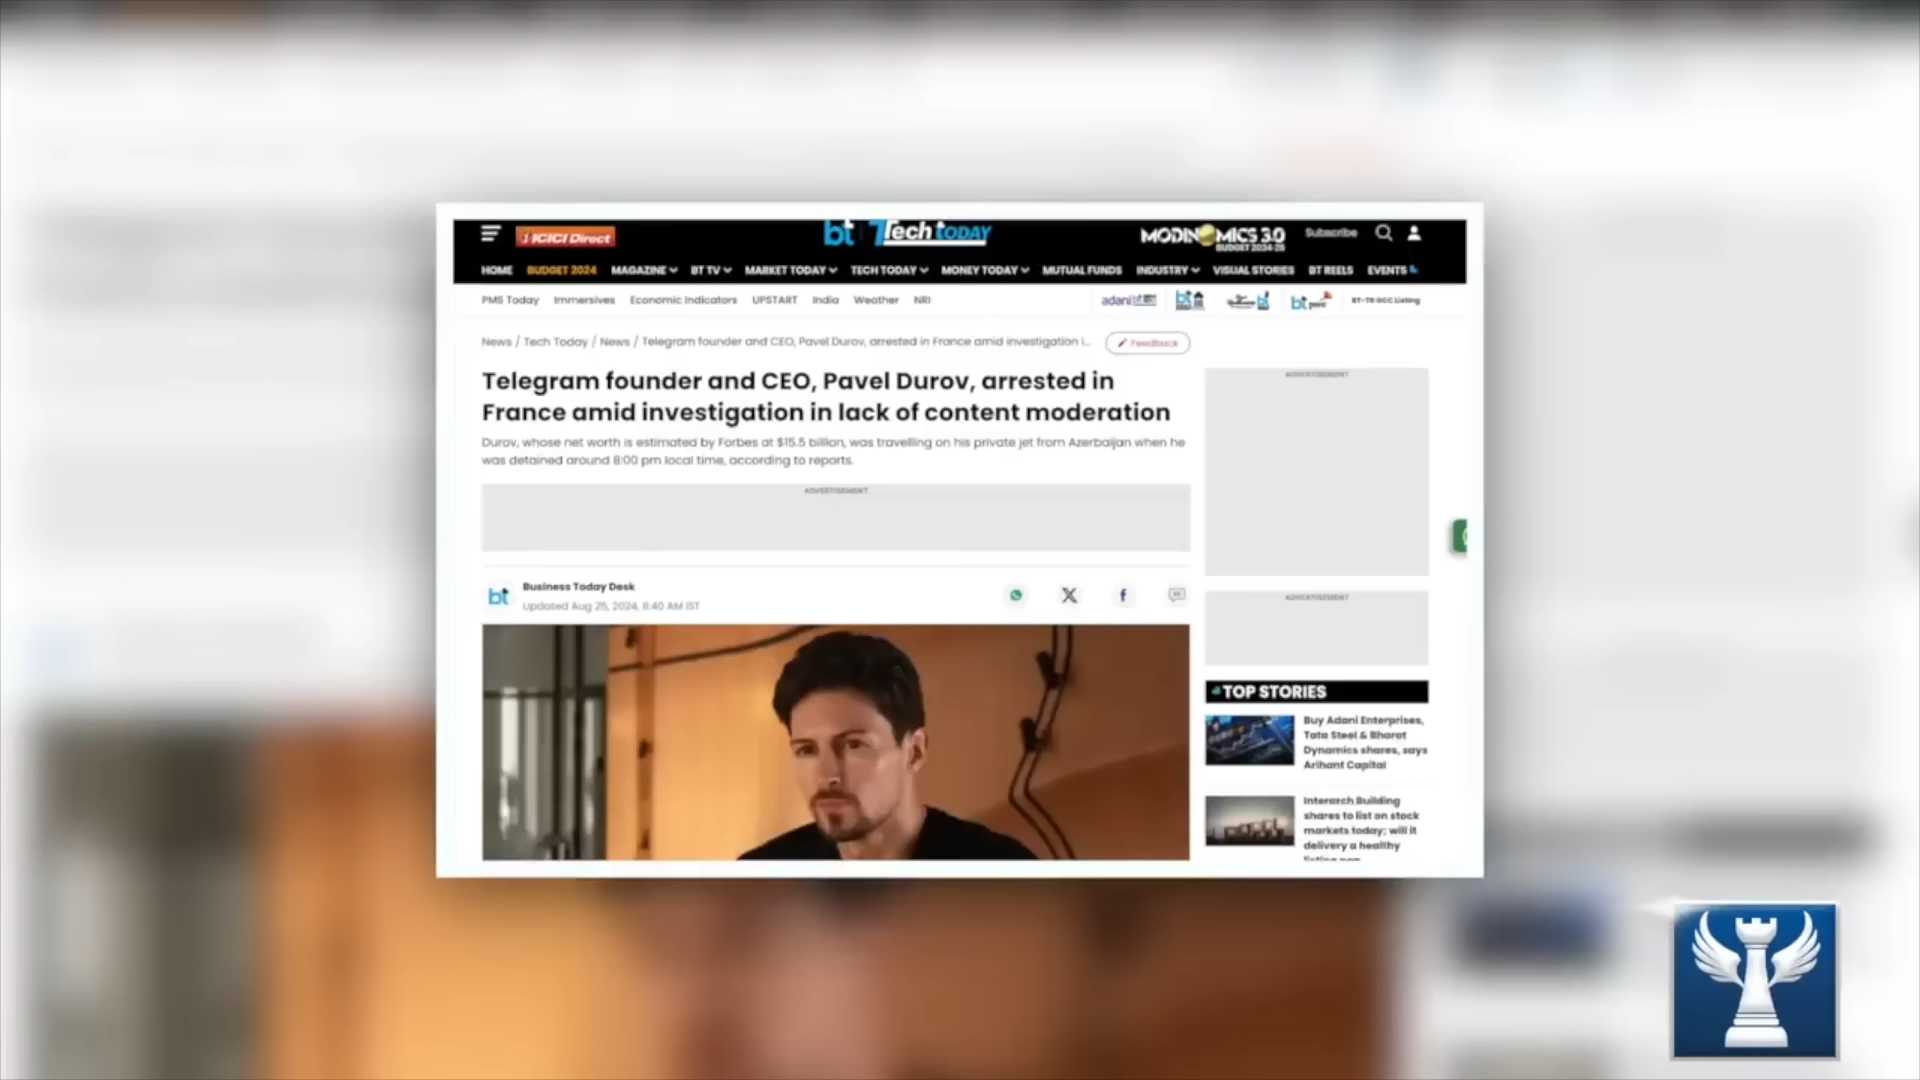 ICICI Direct
bt Tech today
MODINOMICS 3.0
BUDGET 2024-25
Subscribe
HOME BUDGET 2024 MAGAZINE BT TV MARKET TODAY TECH TODAY MONEY TODAY MUTUAL FUNDS INDUSTRY VISUAL STORIES BT REELS EVENTS
PMS Today Immersives Economic Indicators UPSTART India Weather NRI
adani bt bt BT-TR GCC Listing
News / Tech Today / News / Telegram founder and CEO, Pavel Durov, arrested in France amid investigation i...
Feedback
Telegram founder and CEO, Pavel Durov, arrested in
France amid investigation in lack of content moderation
Durov, whose net worth is estimated by Forbes at $15.5 billion, was travelling on his private jet from Azerbaijan when he
was detained around 8:00 pm local time, according to reports.
ADVERTISEMENT
bt
Business Today Desk
Updated Aug 25, 2024, 8:40 AM IST
ADVERTISEMENT
ADVERTISEMENT
TOP STORIES
Buy Adani Enterprises,
Tata Steel & Bharat
Dynamics shares, says
Arihant Capital
Interarch Building
shares to list on stock
markets today; will it
delivery a healthy